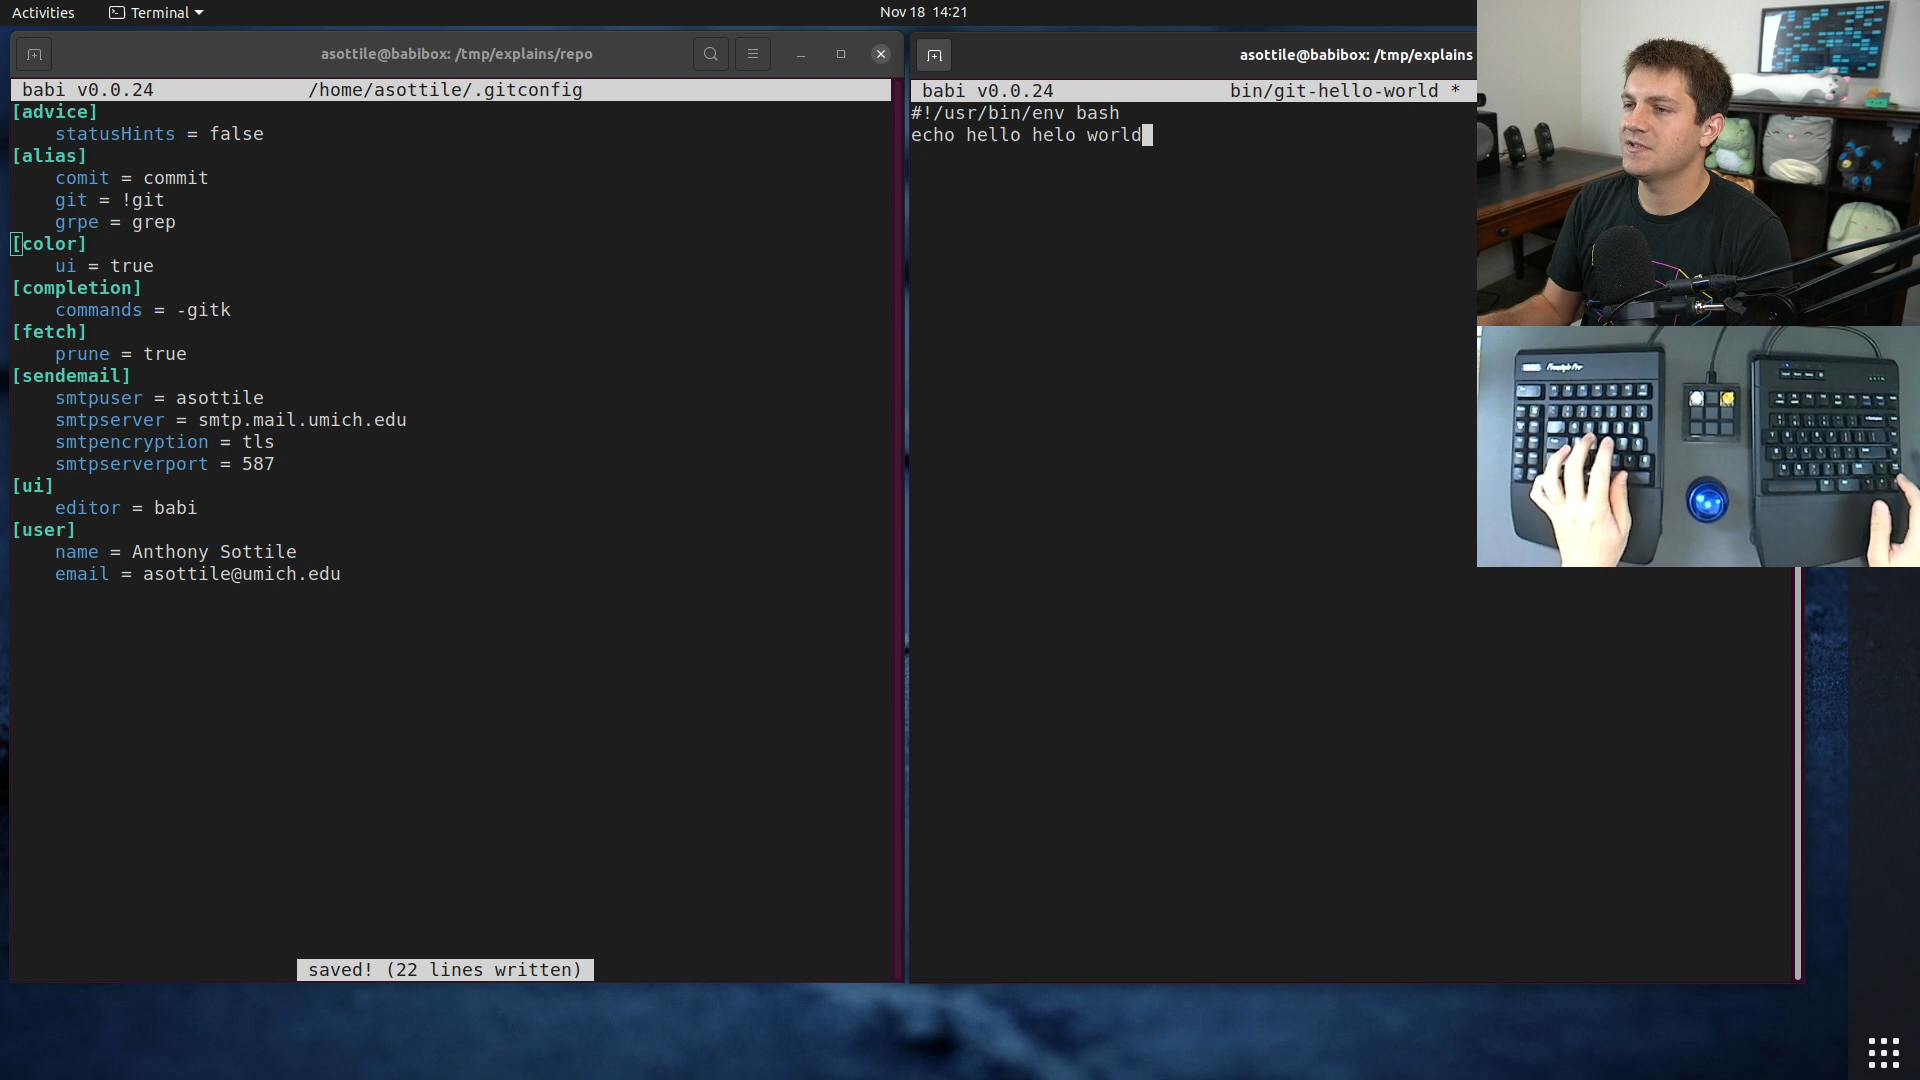 Activities
Terminal
Nov 18 14:21
asottile@babibox: /tmp/explains/repo
babi v0.0.24 /home/asottile/.gitconfig
[advice]
statusHints = false
[alias]
comit = commit
git = !git
grpe = grep
[color]
ui = true
[completion]
commands = -gitk
[fetch]
prune = true
[sendemail]
smtpuser = asottile
smtpserver = smtp.mail.umich.edu
smtpencryption = tls
smtpserverport = 587
[ui]
editor = babi
[user]
name = Anthony Sottile
email = asottile@umich.edu
saved! (22 lines written)
asottile@babibox: /tmp/explains
babi v0.0.24 bin/git-hello-world *
#!/usr/bin/env bash
echo hello helo world
Freestyle Pro